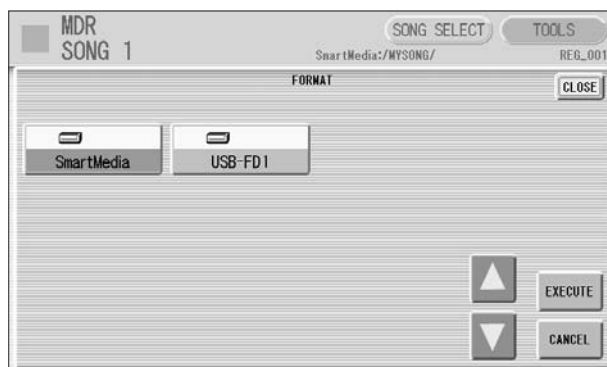 MDR
SONG 1
SONG SELECT
TOOLS
SmartMedia:/MYSONG/
REG_001
FORMAT
CLOSE
SmartMedia
USB-FD1
EXECUTE
CANCEL